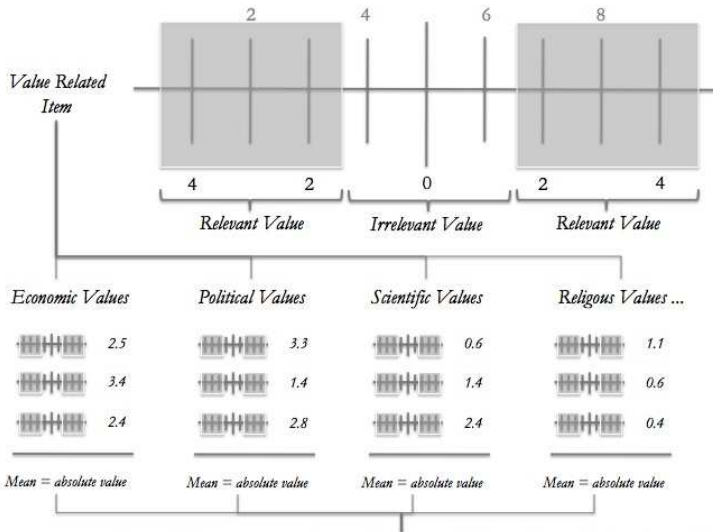 2 4 6 8
Value Related
Item
4 2 0 2 4
Relevant Value Irrelevant Value Relevant Value
Economic Values Political Values Scientific Values Religous Values ...
2.5 3.3 0.6 1.1
3.4 1.4 1.4 0.6
2.4 2.8 2.4 0.4
Mean = absolute value Mean = absolute value Mean = absolute value Mean = absolute value